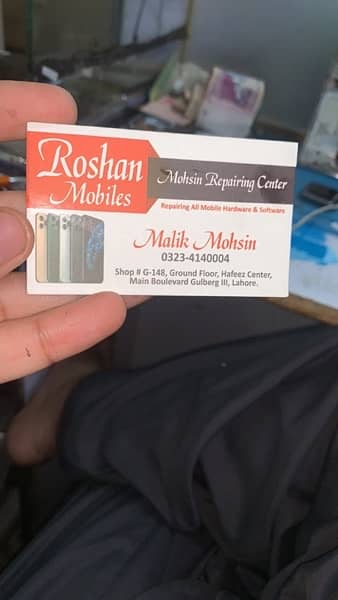 Roshan
Mobiles
Mohsin Repairing Center
Repairing All Mobile Hardware & Software
Malik Mohsin
0323-4140004
Shop # G-148, Ground Floor, Hafeez Center,
Main Boulevard Gulberg III, Lahore.